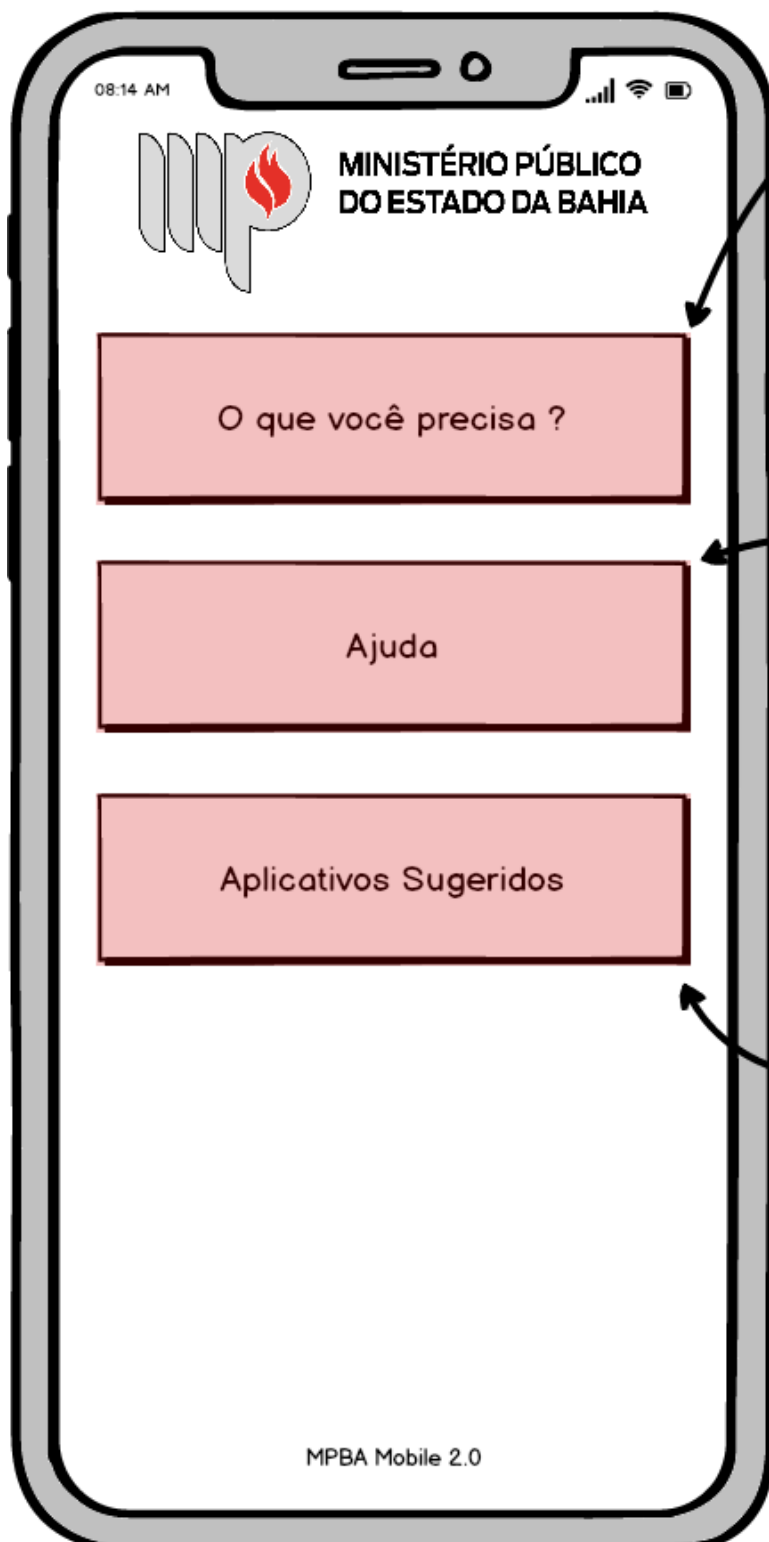 08:14 AM
mp
MINISTÉRIO PÚBLICO
DO ESTADO DA BAHIA
O que você precisa ?
Ajuda
Aplicativos Sugeridos
MPBA Mobile 2.0